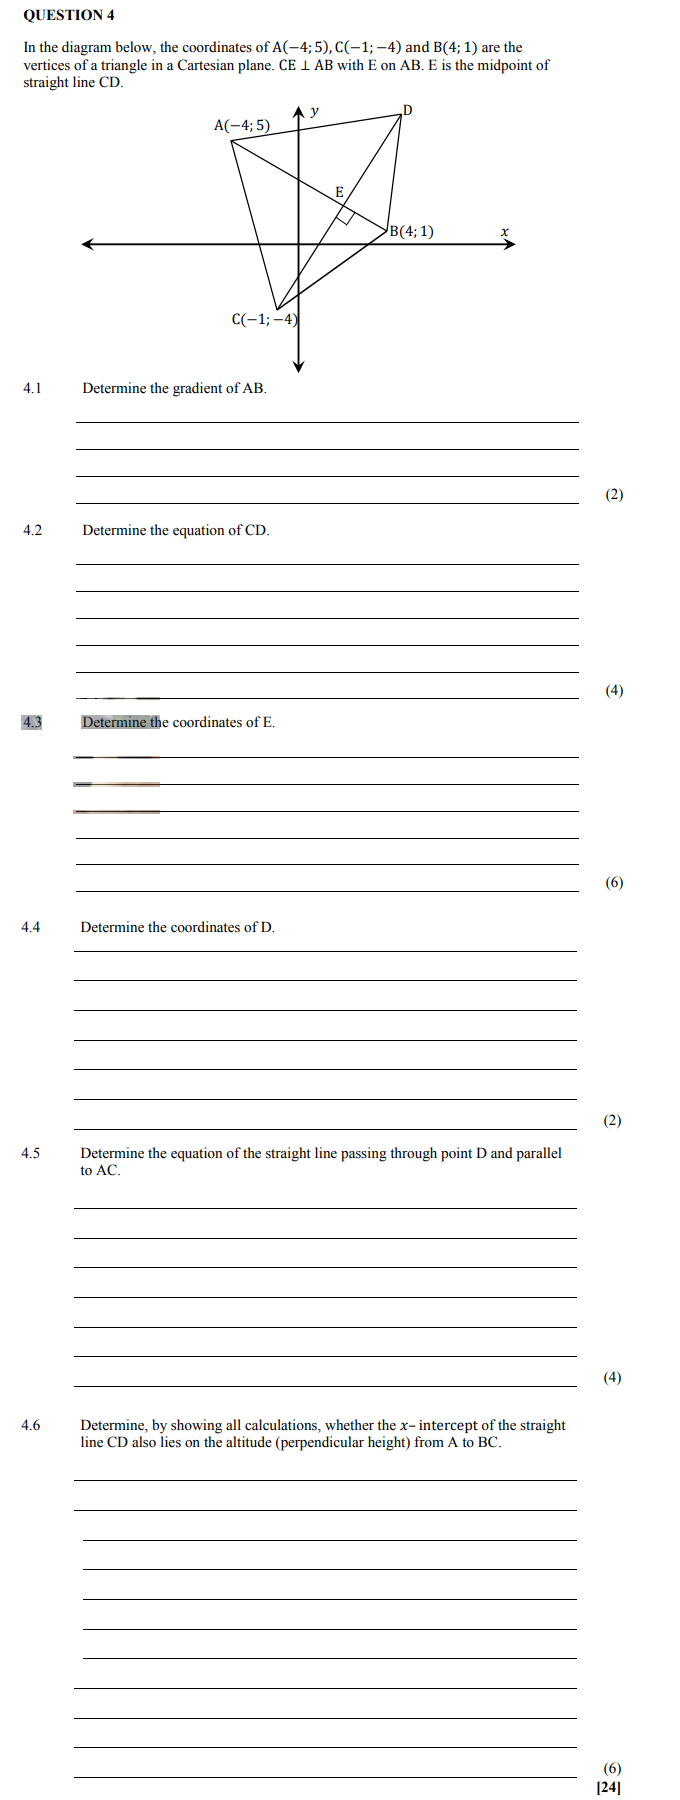 QUESTION 4
In the diagram below, the coordinates of A(−4; 5), C(−1; −4) and B(4; 1) are the
vertices of a triangle in a Cartesian plane. CE ⊥ AB with E on AB. E is the midpoint of
straight line CD.
y
D
A(−4; 5)
E
B(4; 1)
x
C(−1; −4)
4.1 Determine the gradient of AB.
(2)
4.2 Determine the equation of CD.
(4)
4.3 Determine the coordinates of E.
(6)
4.4 Determine the coordinates of D.
(2)
4.5 Determine the equation of the straight line passing through point D and parallel
to AC.
(4)
4.6 Determine, by showing all calculations, whether the x− intercept of the straight
line CD also lies on the altitude (perpendicular height) from A to BC.
(6)
[24]